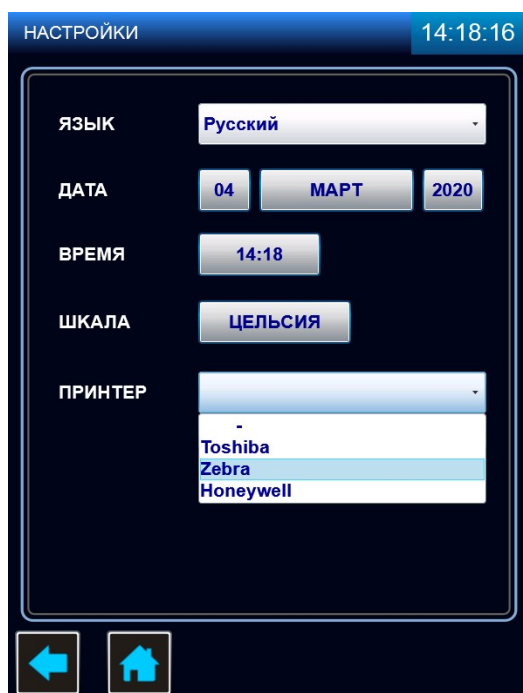 НАСТРОЙКИ 14:18:16
ЯЗЫК Русский
ДАТА 04 МАРТ 2020
ВРЕМЯ 14:18
ШКАЛА ЦЕЛЬСИЯ
ПРИНТЕР
-
Toshiba
Zebra
Honeywell